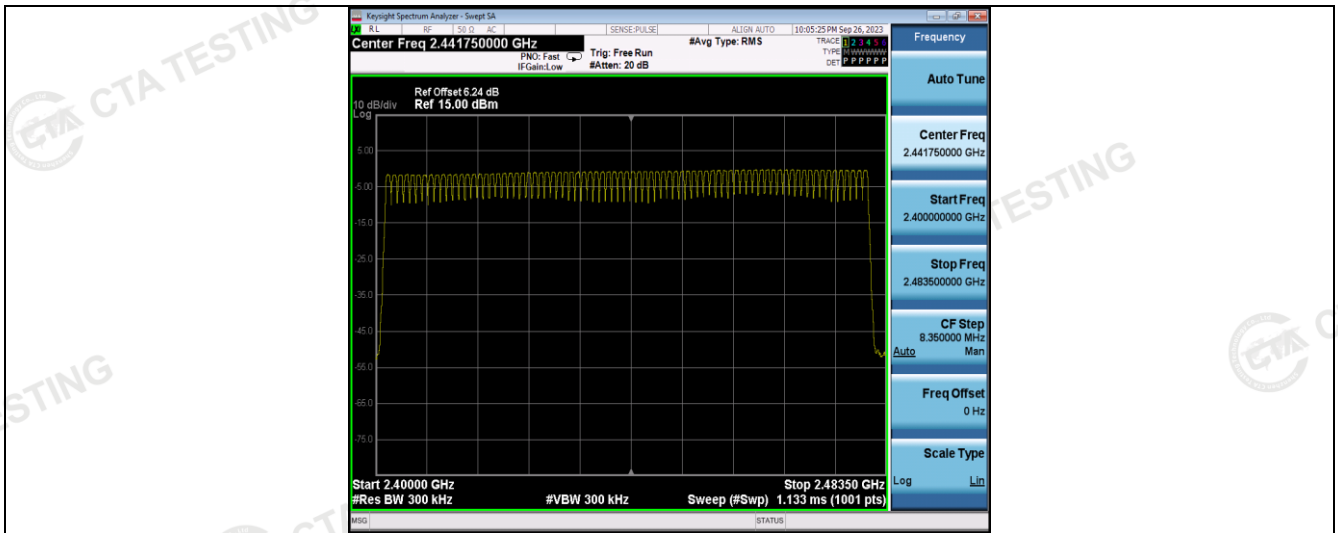 Keysight Spectrum Analyzer - Swept SA
RL RF 50 Ω AC SENSE:PULSE ALIGN AUTO 10:05:25 PM Sep 26, 2023
Center Freq 2.441750000 GHz
PNO: Fast
IFGain:Low
Trig: Free Run
#Atten: 20 dB
#Avg Type: RMS
TRACE 1 2 3 4 5 6
TYPE M WWWWW
DET P P P P P P
Ref Offset 6.24 dB
10 dB/div Ref 15.00 dBm
Log
5.00
-5.00
-15.0
-25.0
-35.0
-45.0
-55.0
-65.0
-75.0
Start 2.40000 GHz Stop 2.48350 GHz
#Res BW 300 kHz #VBW 300 kHz Sweep (#Swp) 1.133 ms (1001 pts)
MSG STATUS
Frequency
Auto Tune
Center Freq
2.441750000 GHz
Start Freq
2.400000000 GHz
Stop Freq
2.483500000 GHz
CF Step
8.350000 MHz
Auto Man
Freq Offset
0 Hz
Scale Type
Log Lin
CTA TESTING
CTA
TESTING
CTA
C
STING
CTA